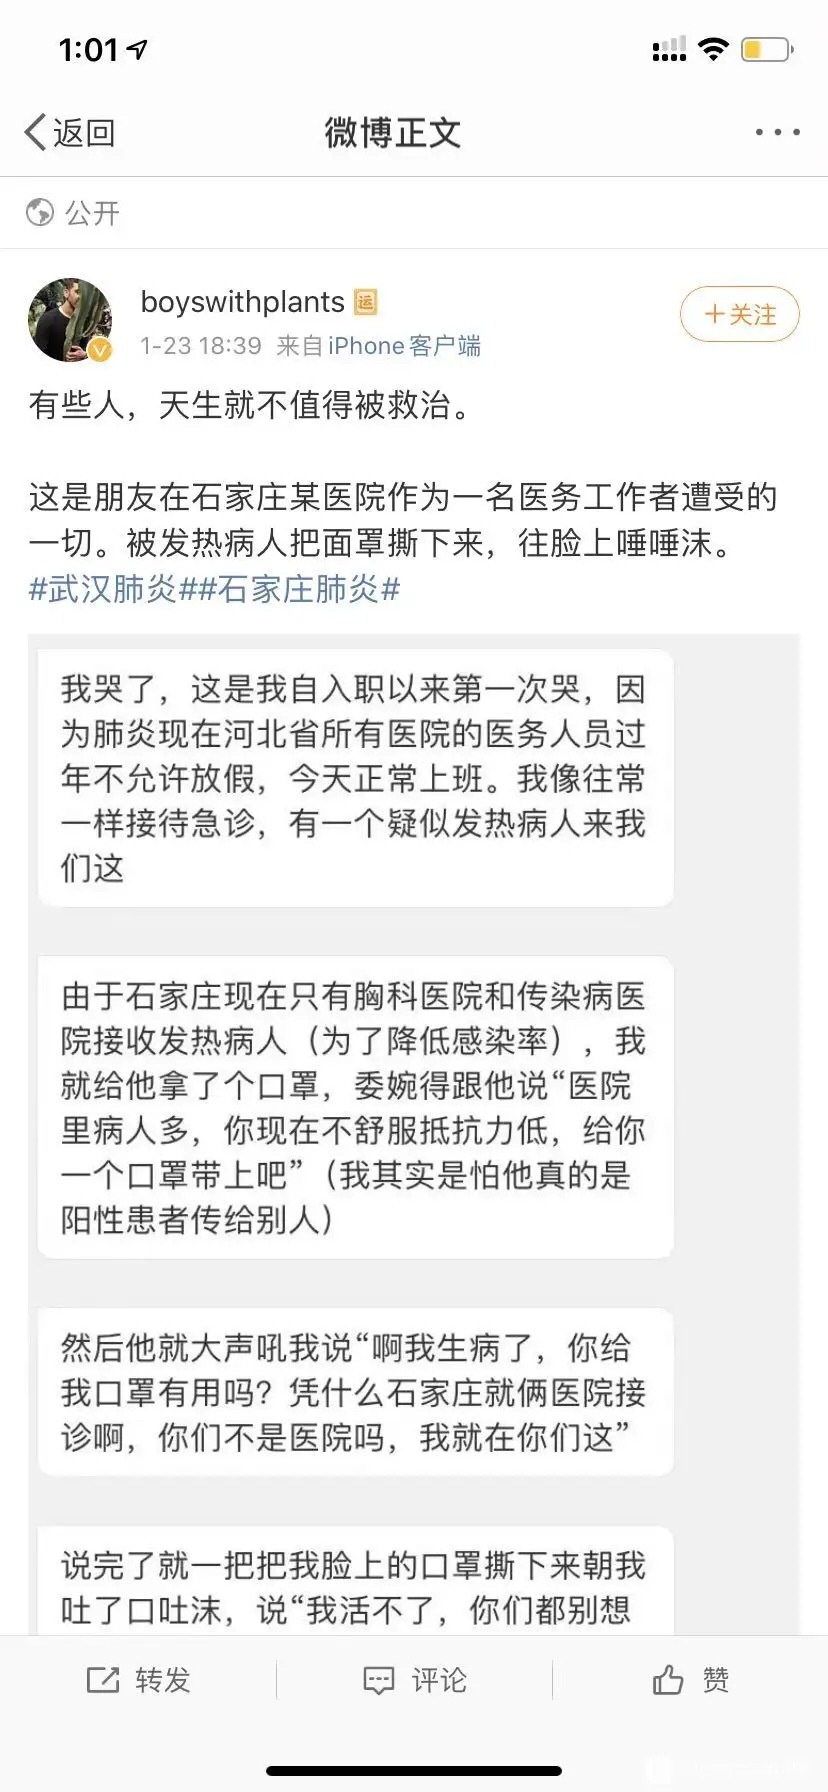 1:01
返回
微博正文
公开
boyswithplants 运
+关注
1-23 18:39 来自 iPhone客户端
有些人，天生就不值得被救治。
这是朋友在石家庄某医院作为一名医务工作者遭受的
一切。被发热病人把面罩撕下来，往脸上唾唾沫。
#武汉肺炎##石家庄肺炎#
我哭了，这是我自入职以来第一次哭，因
为肺炎现在河北省所有医院的医务人员过
年不允许放假，今天正常上班。我像往常
一样接待急诊，有一个疑似发热病人来我
们这
由于石家庄现在只有胸科医院和传染病医
院接收发热病人（为了降低感染率），我
就给他拿了个口罩，委婉得跟他说“医院
里病人多，你现在不舒服抵抗力低，给你
一个口罩带上吧”（我其实是怕他真的是
阳性患者传给别人）
然后他就大声吼我说“啊我生病了，你给
我口罩有用吗？凭什么石家庄就俩医院接
诊啊，你们不是医院吗，我就在你们这”
说完了就一把把我脸上的口罩撕下来朝我
吐了口吐沫，说“我活不了，你们都别想
转发
评论
赞